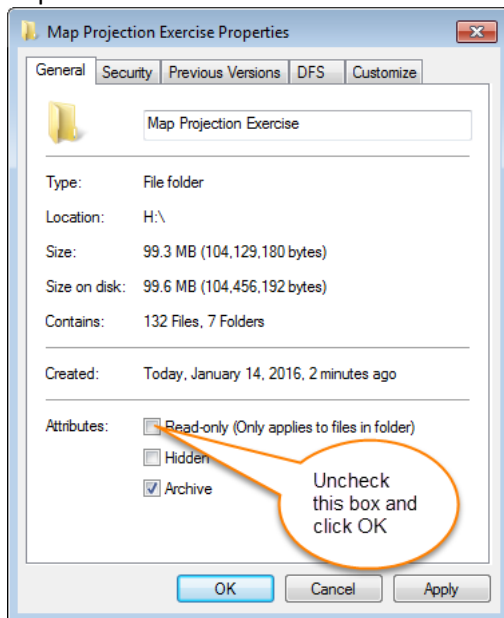 Map Projection Exercise Properties
General Security Previous Versions DFS Customize
Map Projection Exercise
Type: File folder
Location: H:\
Size: 99.3 MB (104,129,180 bytes)
Size on disk: 99.6 MB (104,456,192 bytes)
Contains: 132 Files, 7 Folders
Created: Today, January 14, 2016, 2 minutes ago
Attributes: Read-only (Only applies to files in folder)
Hidden
Archive
Uncheck
this box and
click OK
OK Cancel Apply